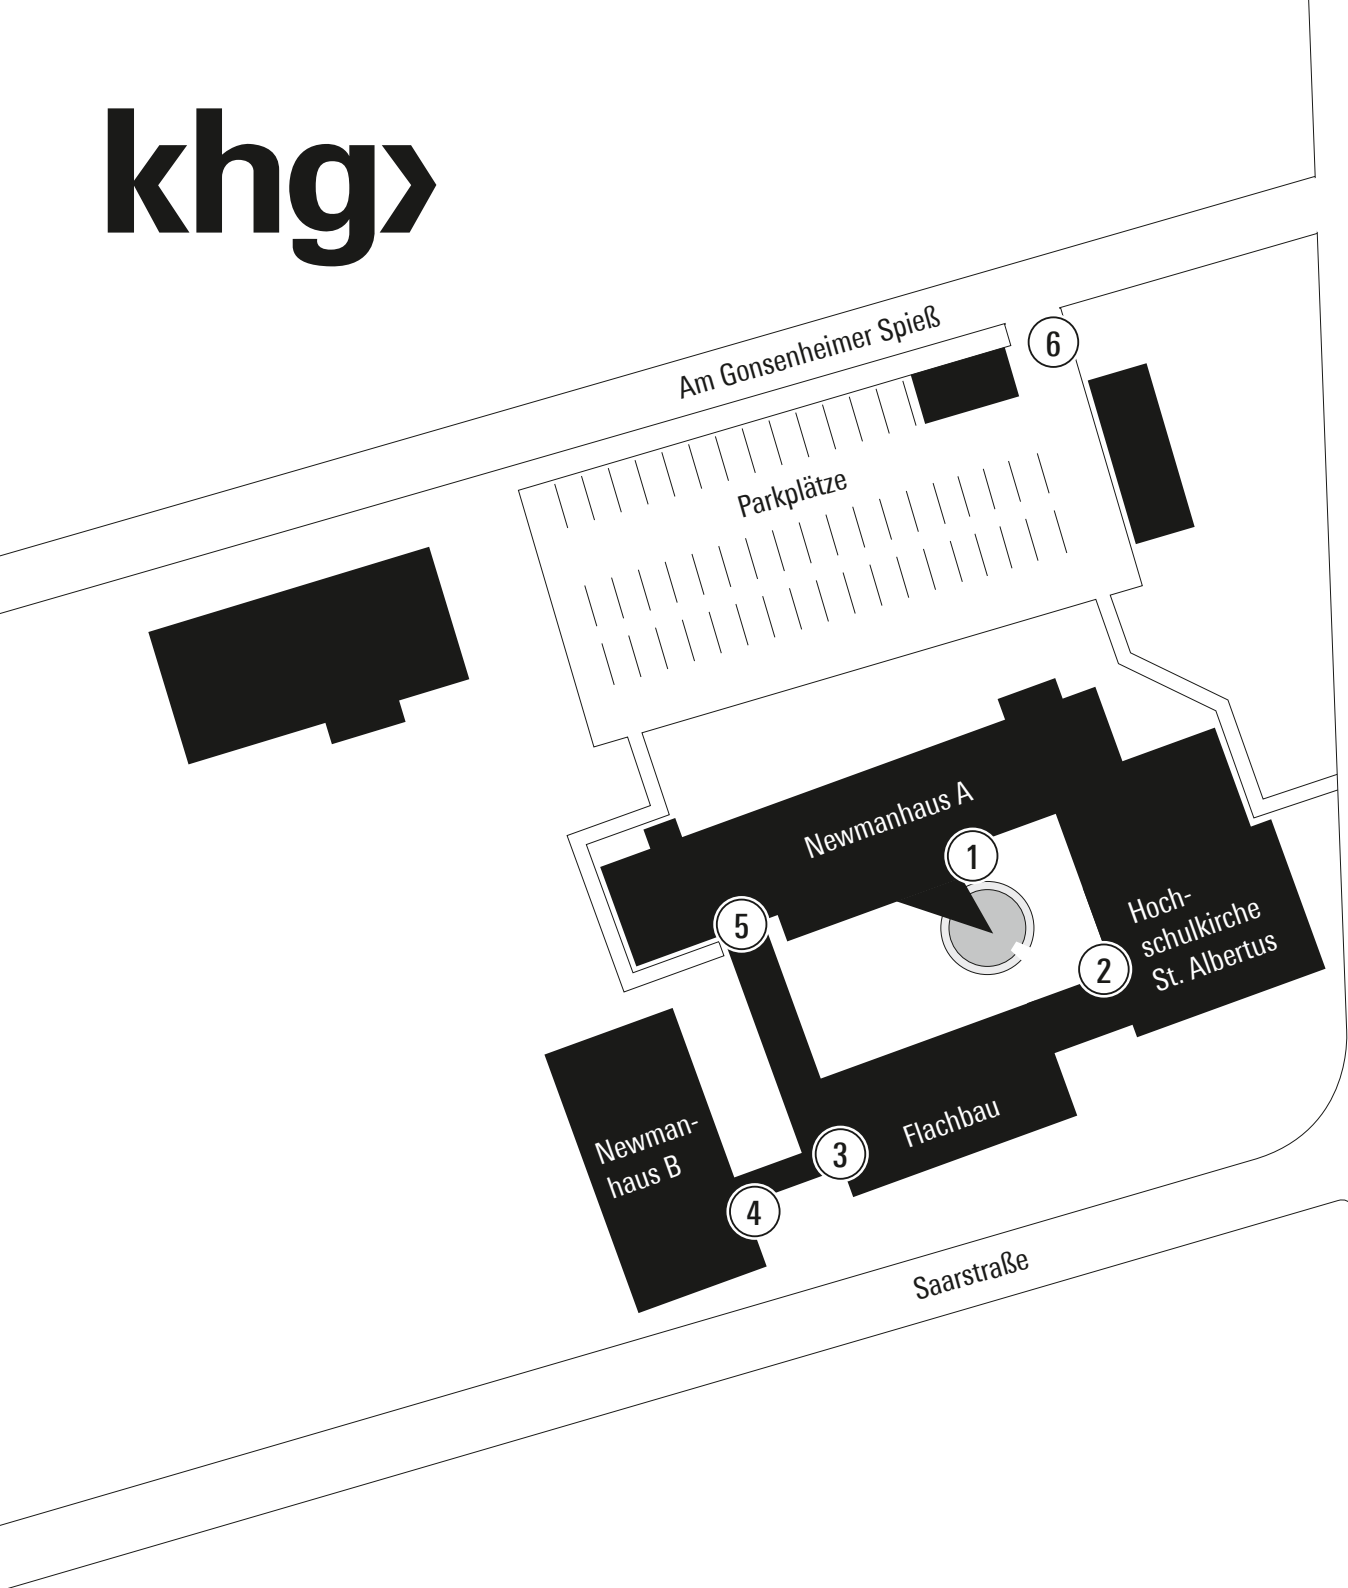 khg›
Am Gonsenheimer Spieß
6
Parkplätze
Newmanhaus A
1
5
Hoch-
schulkirche
St. Albertus
2
Flachbau
3
Newman-
haus B
4
Saarstraße